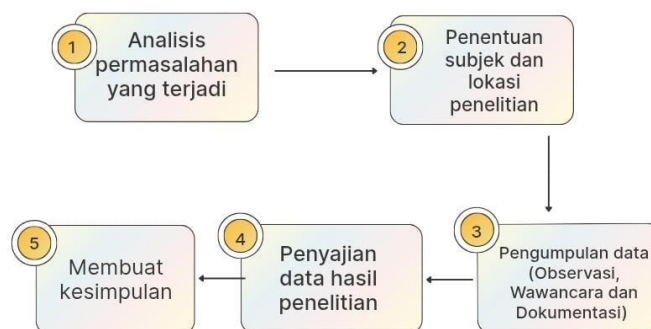 1
Analisis
permasalahan
yang terjadi
2
Penentuan
subjek dan
lokasi
penelitian
3
Pengumpulan data
(Observasi,
Wawancara dan
Dokumentasi)
4
Penyajian
data hasil
penelitian
5
Membuat
kesimpulan